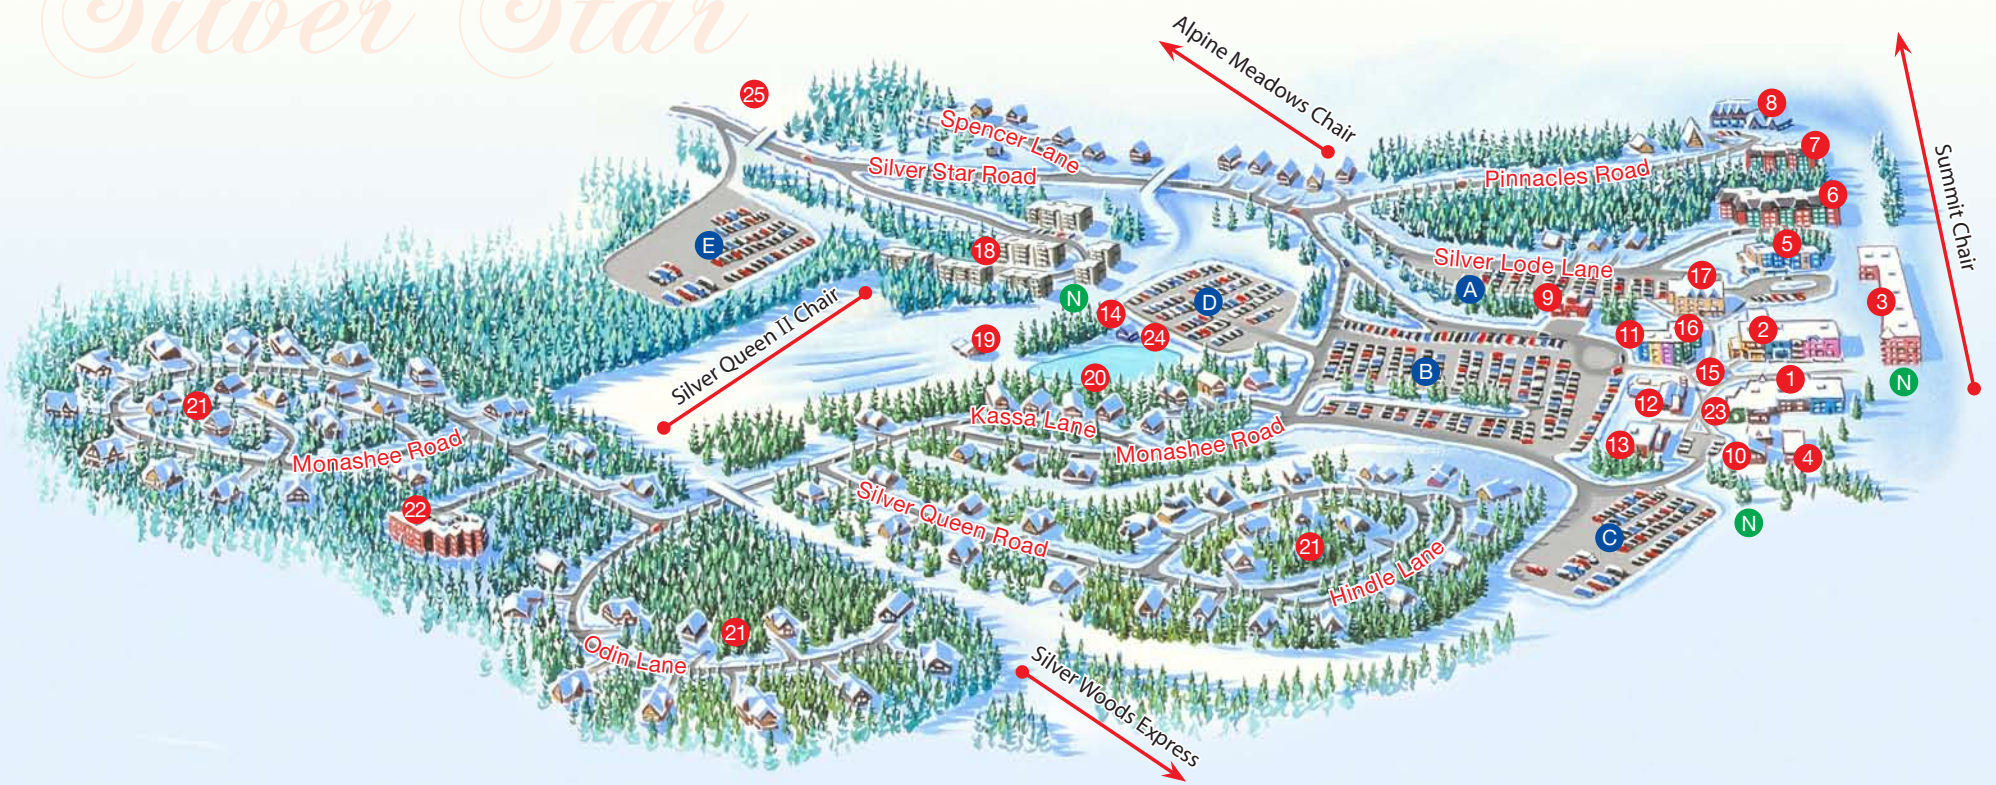 Silver Star
Alpine Meadows Chair
Summit Chair
25
8
Spencer Lane
7
Silver Star Road
Pinnacles Road
6
E
18
5
Silver Lode Lane
17
A
9
N
D
3
14
Silver Queen II Chair
19
24
11
16
2
20
B
15
1
N
21
12
23
Kassa Lane
Monashee Road
Monashee Road
13
10
4
22
Silver Queen Road
N
C
21
Hindle Lane
21
Odin Lane
Silver Woods Express